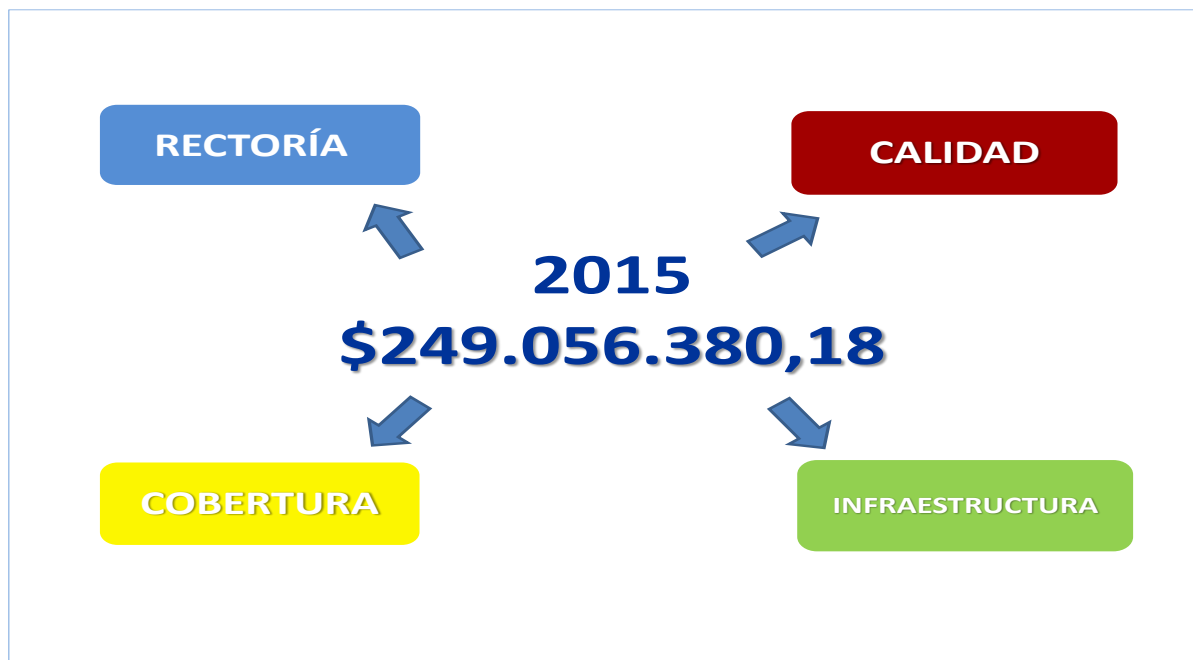 RECTORÍA
CALIDAD
2015
$249.056.380,18
COBERTURA
INFRAESTRUCTURA